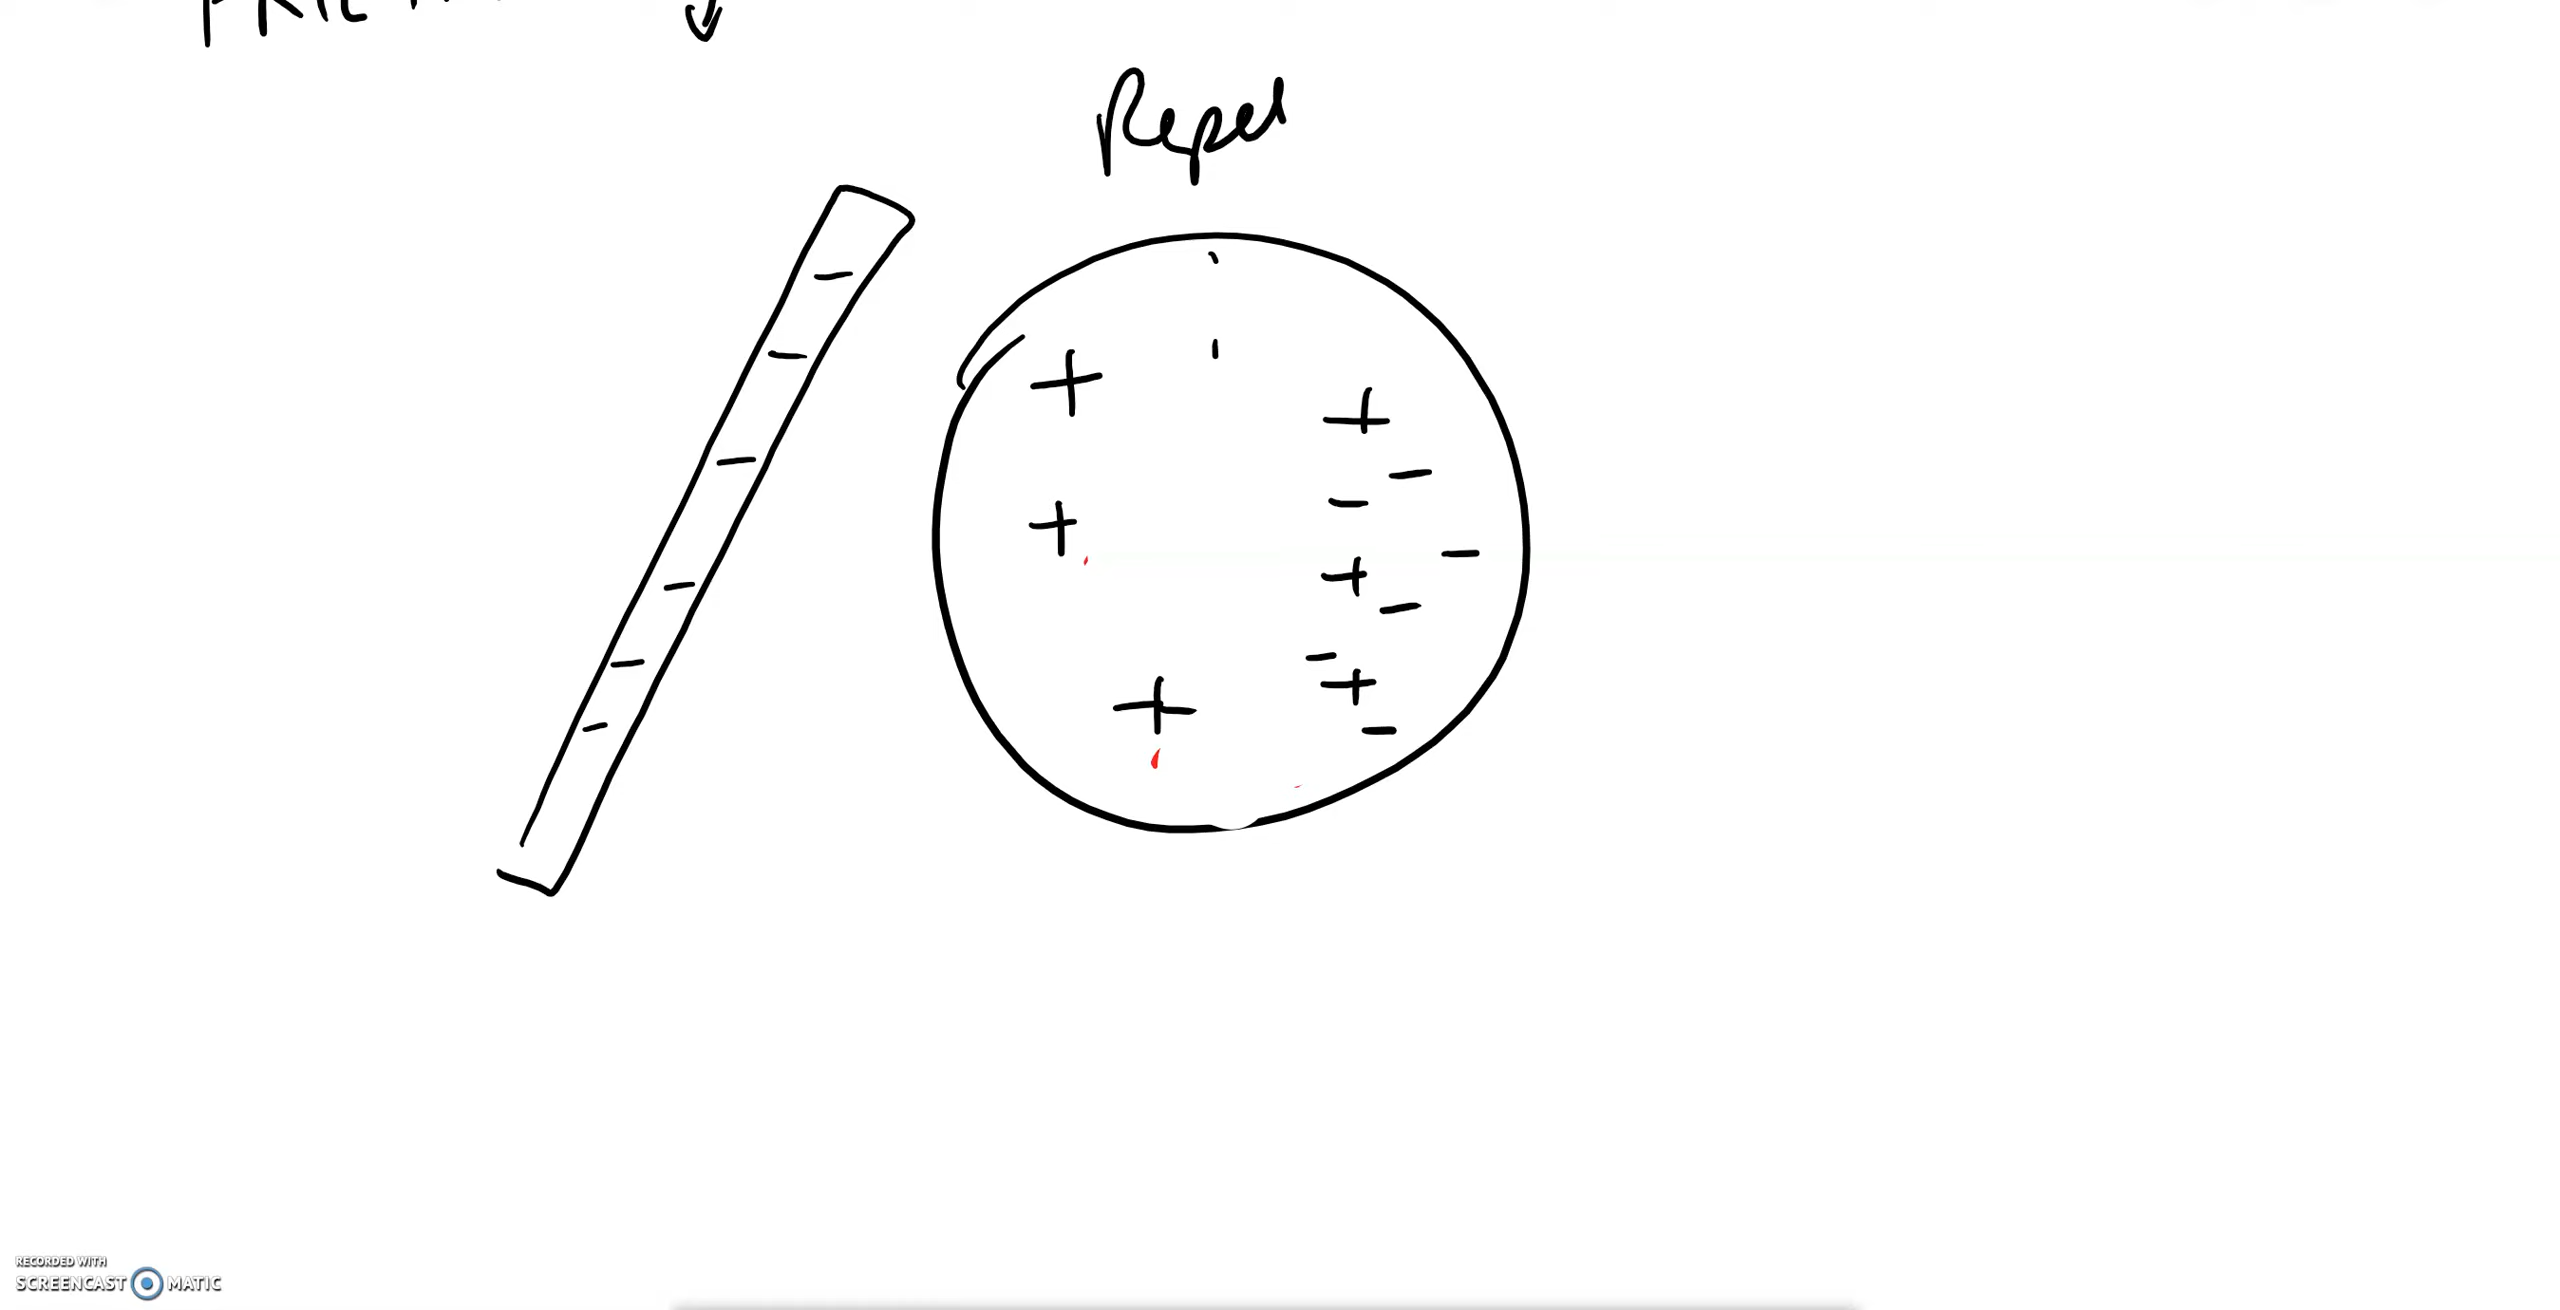 Repel
- + +
- -
- - -
- + + -
- -
- - +
- + -
RECORDED WITH
SCREENCAST MATIC